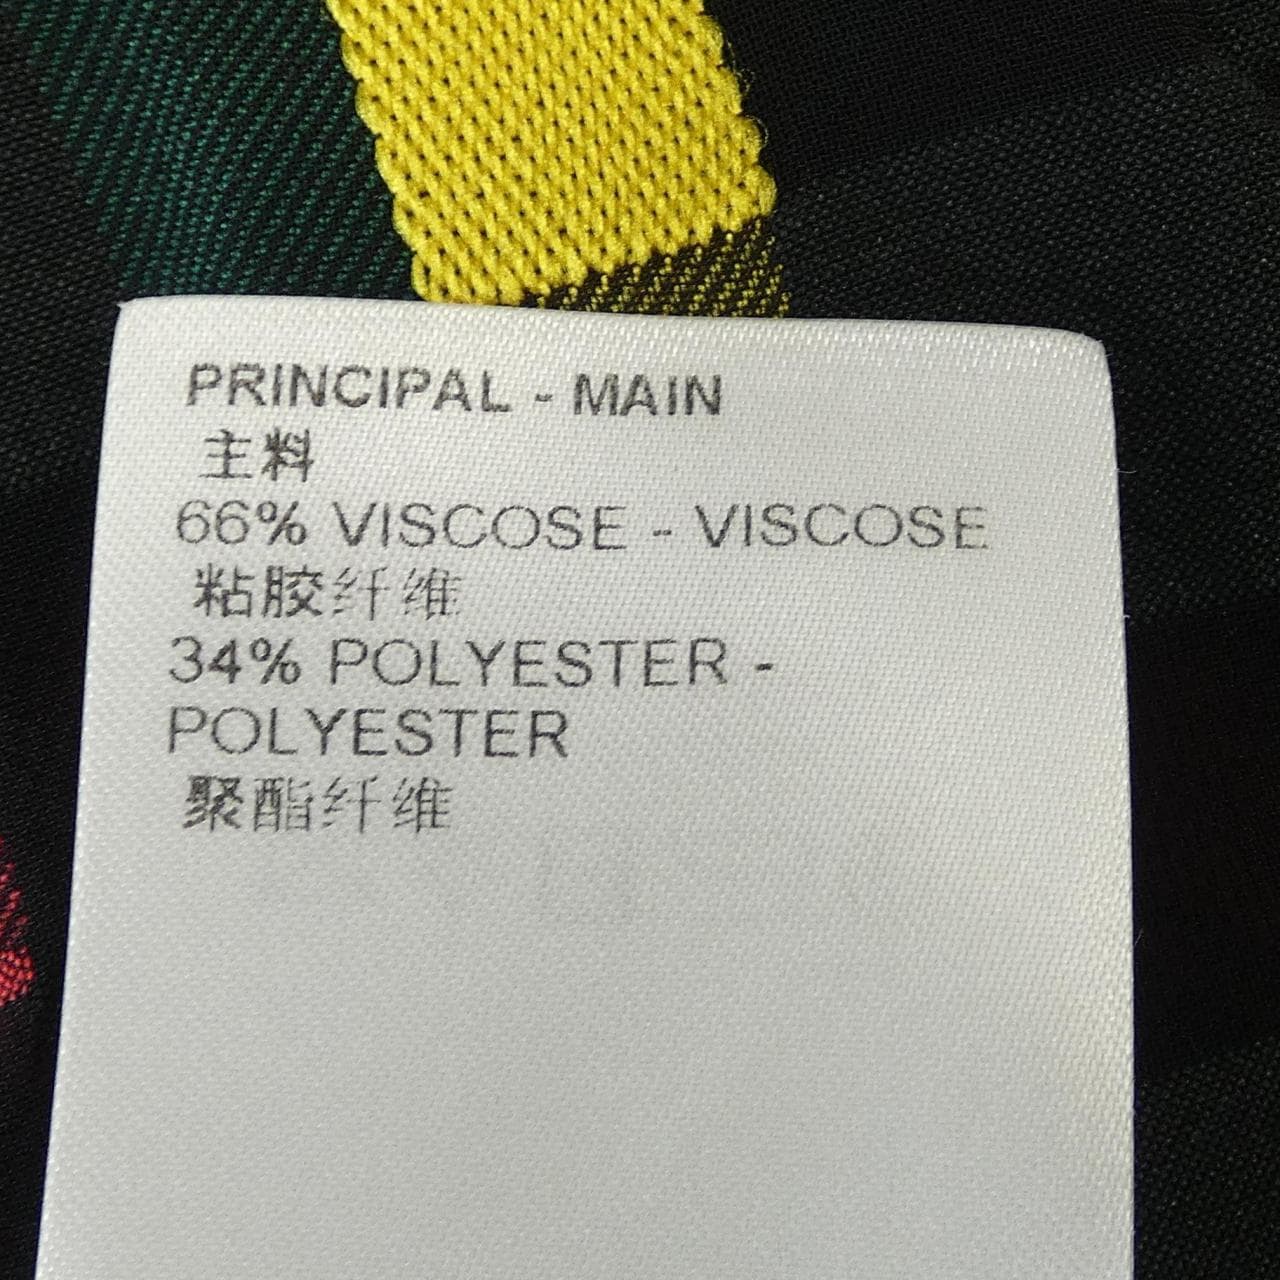 PRINCIPAL - MAIN
主料
66% VISCOSE - VISCOSE
粘胶纤维
34% POLYESTER -
POLYESTER
聚酯纤维